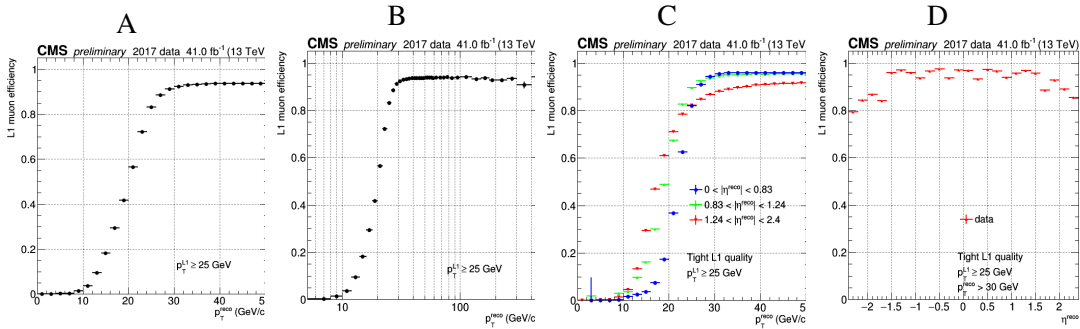 A
CMS preliminary 2017 data 41.0 fb⁻¹ (13 TeV
L1 muon efficiency
1
0.8
0.6
0.4
0.2
0
p_T^L1 ≥ 25 GeV
0 10 20 30 40 5
p_T^reco (GeV/c
B
CMS preliminary 2017 data 41.0 fb⁻¹ (13 TeV
L1 muon efficiency
1
0.8
0.6
0.4
0.2
0
p_T^L1 ≥ 25 GeV
10 100
p_T^reco (GeV/c
C
CMS preliminary 2017 data 41.0 fb⁻¹ (13 TeV
L1 muon efficiency
1
0.8
0.6
0.4
0.2
0
0 < |η^reco| < 0.83
0.83 < |η^reco| < 1.24
1.24 < |η^reco| < 2.4
Tight L1 quality
p_T^L1 ≥ 25 GeV
0 10 20 30 40 5
p_T^reco (GeV/c
D
CMS preliminary 2017 data 41.0 fb⁻¹ (13 TeV)
L1 muon efficiency
1
0.8
0.6
0.4
0.2
0
data
Tight L1 quality
p_T^L1 ≥ 25 GeV
p_T^reco > 30 GeV
-2 -1.5 -1 -0.5 0 0.5 1 1.5 2
η^reco